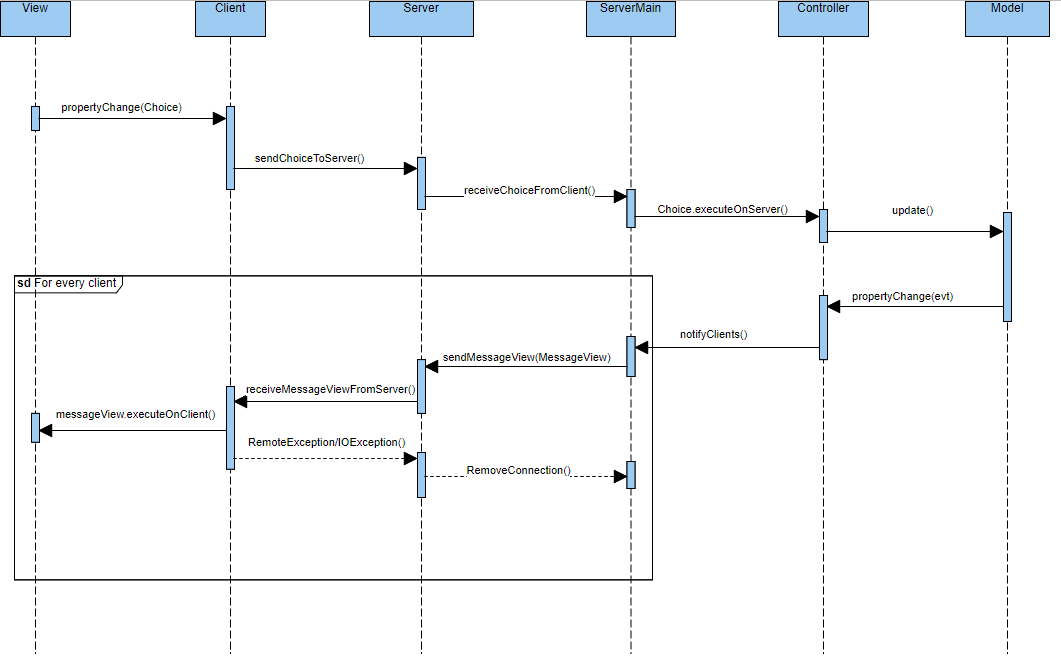 View
Client
Server
ServerMain
Controller
Model
propertyChange(Choice)
sendChoiceToServer()
receiveChoiceFromClient()
Choice.executeOnServer()
update()
sd For every client
propertyChange(evt)
notifyClients()
sendMessageView(MessageView)
receiveMessageViewFromServer()
messageView.executeOnClient()
RemoteException/IOException()
RemoveConnection()